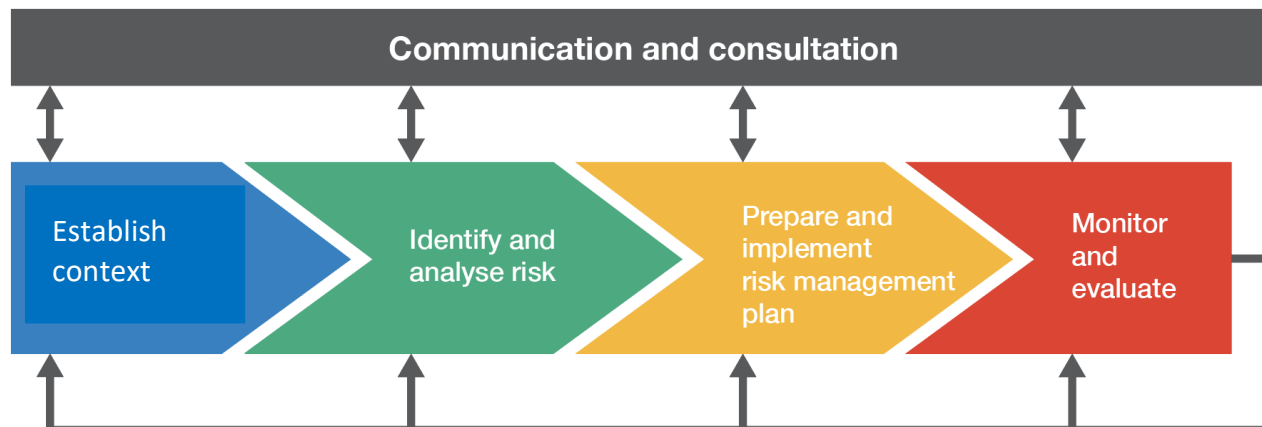 Communication and consultation
Establish
context
Identify and
analyse risk
Prepare and
implement
risk management
plan
Monitor
and
evaluate